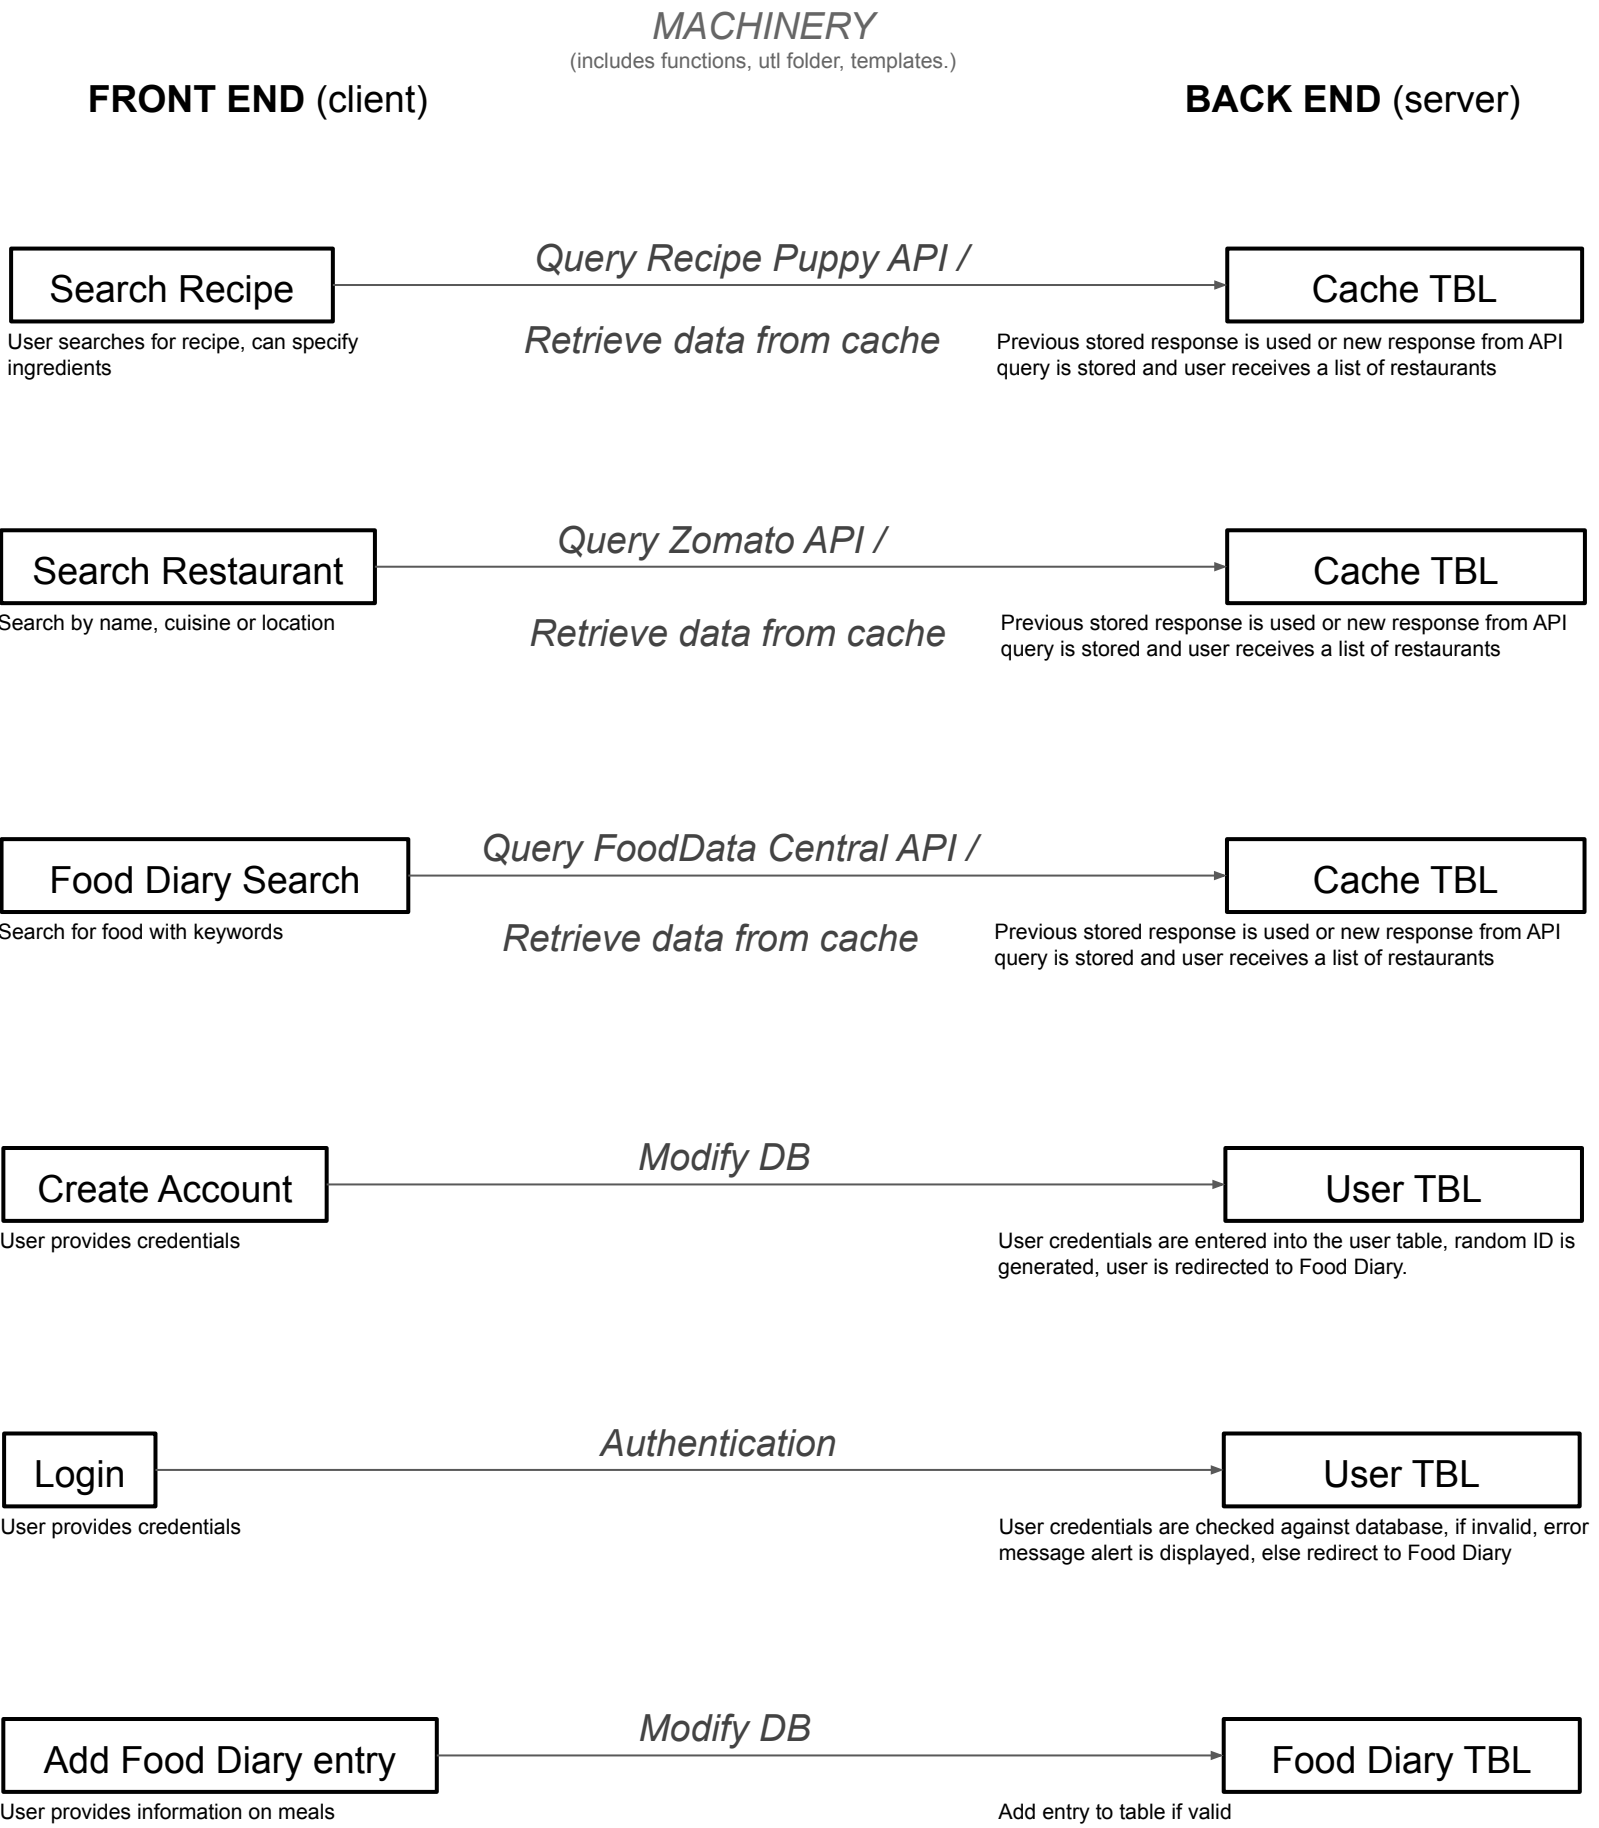 MACHINERY
(includes functions, utl folder, templates.)
FRONT END (client)
BACK END (server)
Query Recipe Puppy API /
Search Recipe
Cache TBL
Retrieve data from cache
User searches for recipe, can specify
ingredients
Previous stored response is used or new response from API
query is stored and user receives a list of restaurants
Query Zomato API /
Search Restaurant
Cache TBL
Search by name, cuisine or location
Retrieve data from cache
Previous stored response is used or new response from API
query is stored and user receives a list of restaurants
Query FoodData Central API /
Food Diary Search
Cache TBL
Search for food with keywords
Retrieve data from cache
Previous stored response is used or new response from API
query is stored and user receives a list of restaurants
Modify DB
Create Account
User TBL
User provides credentials
User credentials are entered into the user table, random ID is
generated, user is redirected to Food Diary.
Authentication
Login
User TBL
User provides credentials
User credentials are checked against database, if invalid, error
message alert is displayed, else redirect to Food Diary
Modify DB
Add Food Diary entry
Food Diary TBL
User provides information on meals
Add entry to table if valid